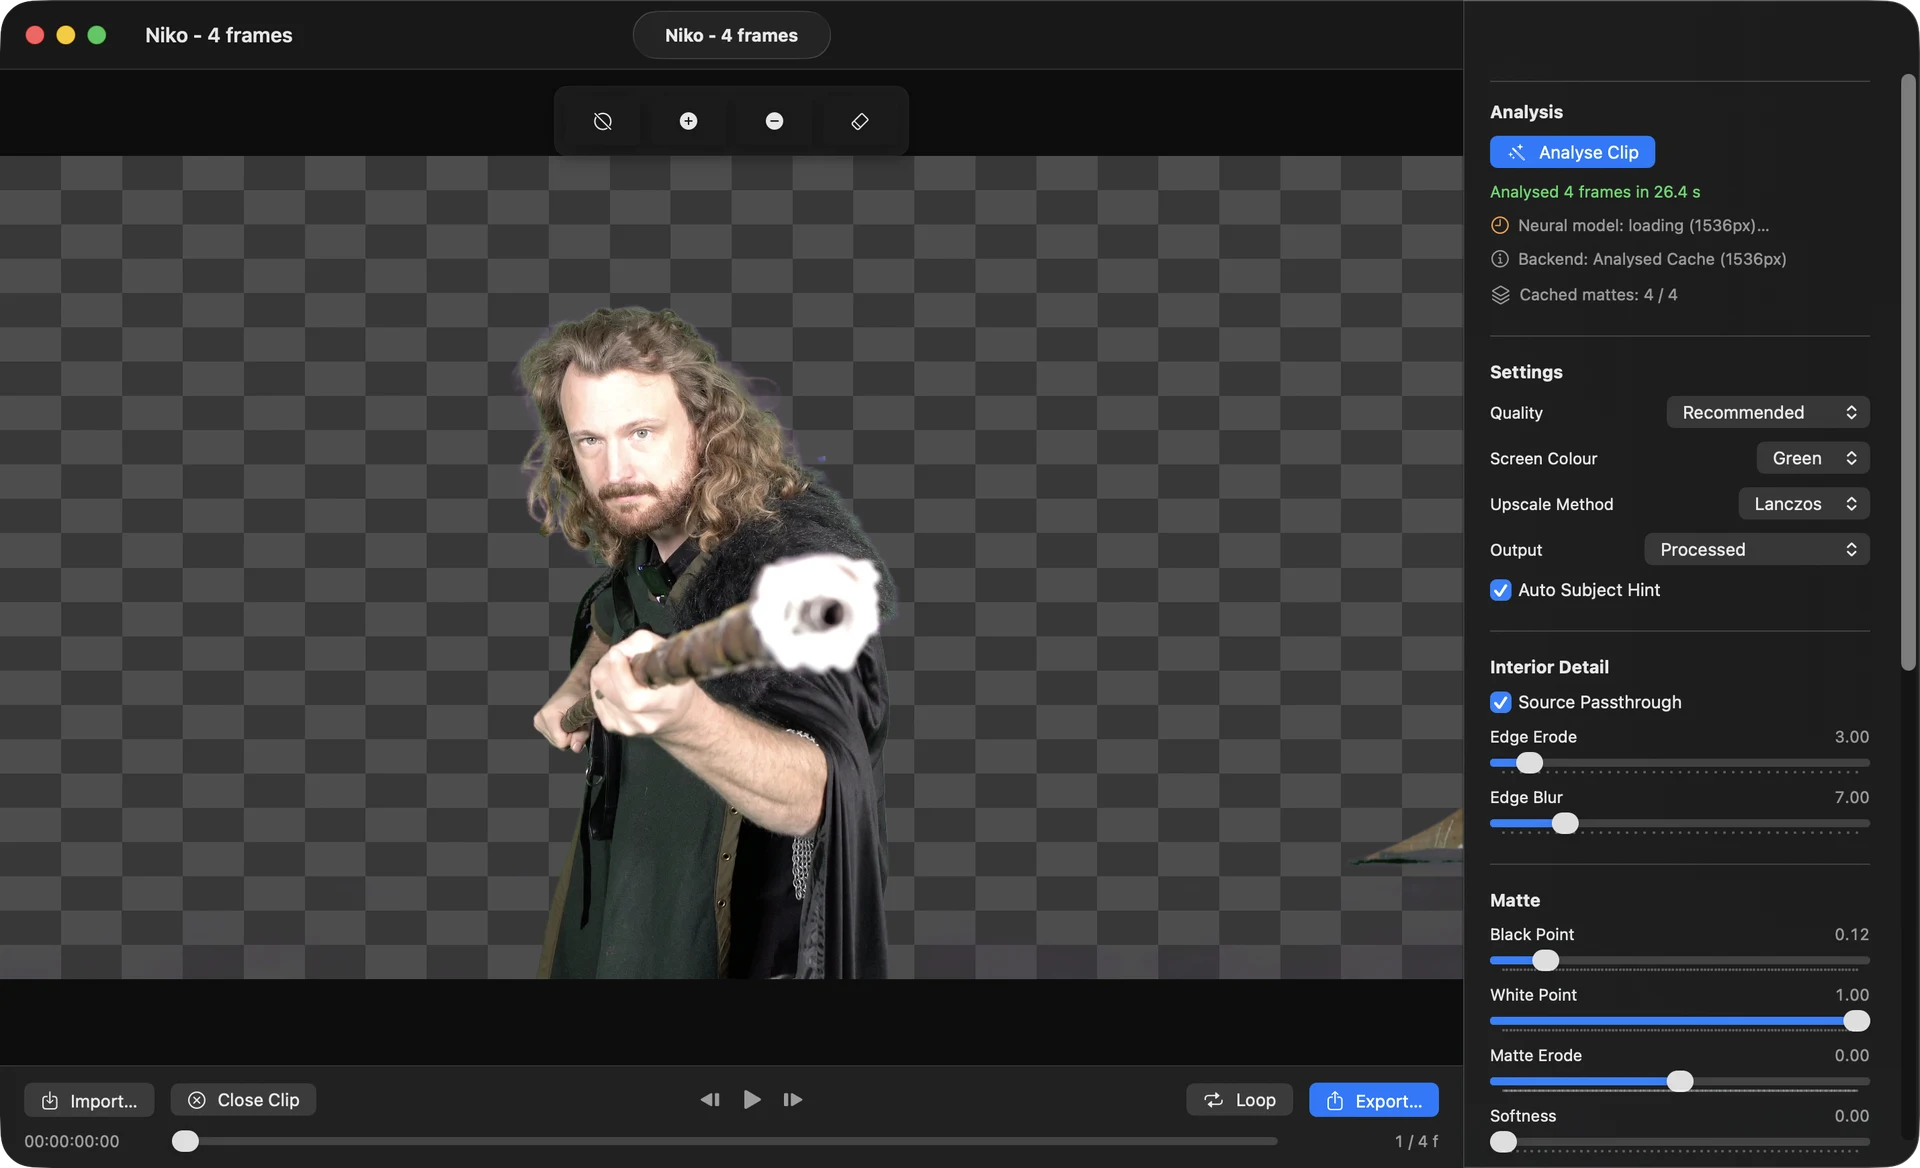 Niko - 4 frames
Niko - 4 frames
Analysis
Analyse Clip
Analysed 4 frames in 26.4 s
Neural model: loading (1536px)...
Backend: Analysed Cache (1536px)
Cached mattes: 4 / 4
Settings
Quality Recommended
Screen Colour Green
Upscale Method Lanczos
Output Processed
Auto Subject Hint
Interior Detail
Source Passthrough
Edge Erode 3.00
Edge Blur 7.00
Matte
Black Point 0.12
White Point 1.00
Matte Erode 0.00
Softness 0.00
Import...
Close Clip
Loop
Export...
00:00:00:00
1 / 4 f